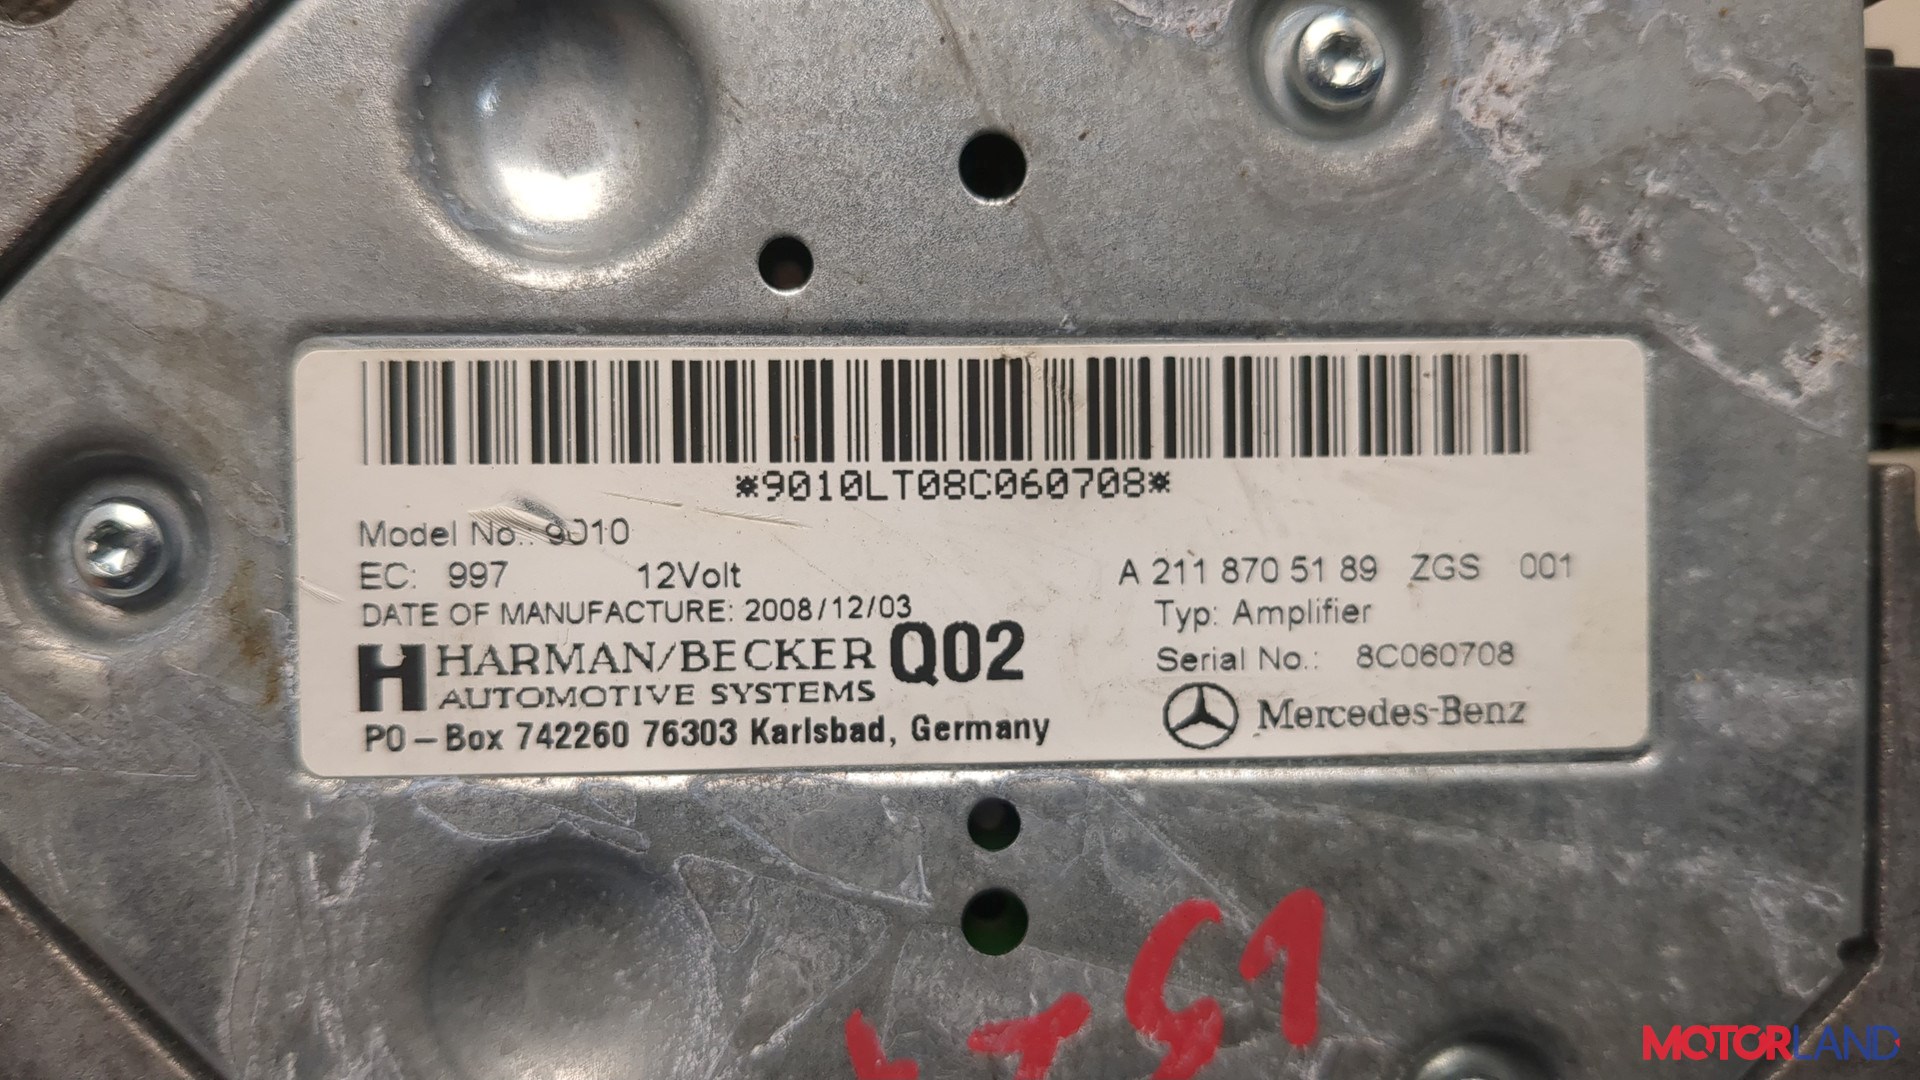 *9010LT08C060708*
Model No.: 9010
EC: 997 12Volt
A 211 870 51 89 ZGS 001
DATE OF MANUFACTURE: 2008/12/03
Typ: Amplifier
HARMAN/BECKER Q02
AUTOMOTIVE SYSTEMS
Serial No.: 8C060708
PO-Box 742260 76303 Karlsbad, Germany
Mercedes-Benz
MOTORLAND